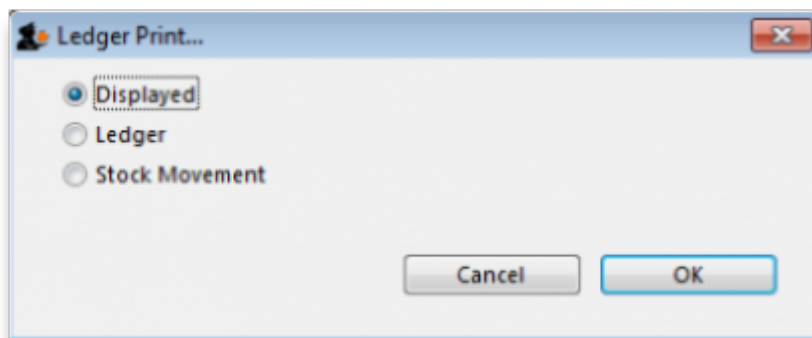 Ledger Print...
Displayed
Ledger
Stock Movement
Cancel OK